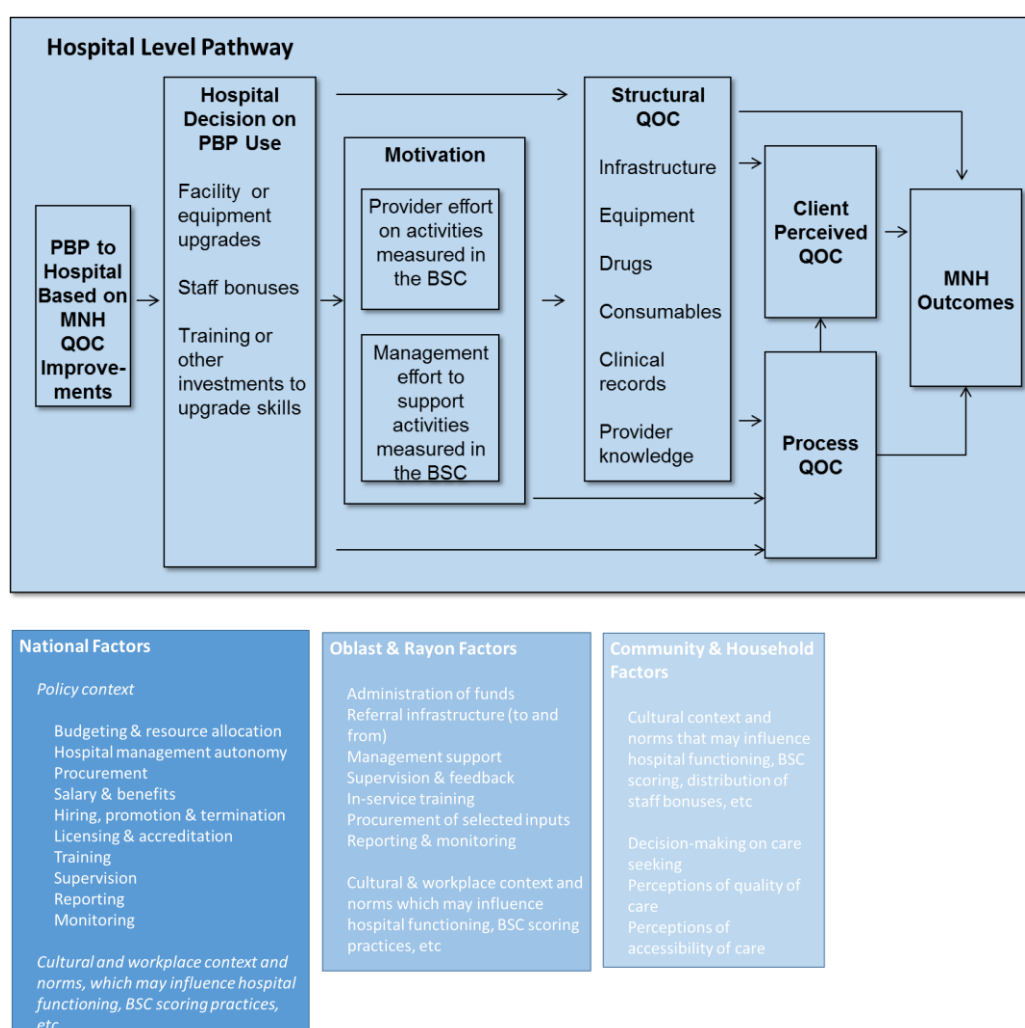 Hospital Level Pathway
PBP to
Hospital
Based on
MNH
QOC
Improve-
ments
Hospital
Decision on
PBP Use
Facility or
equipment
upgrades
Staff bonuses
Training or
other
investments to
upgrade skills
Motivation
Provider effort
on activities
measured in
the BSC
Management
effort to
support
activities
measured in
the BSC
Structural
QOC
Infrastructure
Equipment
Drugs
Consumables
Clinical
records
Provider
knowledge
Client
Perceived
QOC
Process
QOC
MNH
Outcomes
National Factors
Policy context
Budgeting & resource allocation
Hospital management autonomy
Procurement
Salary & benefits
Hiring, promotion & termination
Licensing & accreditation
Training
Supervision
Reporting
Monitoring
Cultural and workplace context and
norms, which may influence hospital
functioning, BSC scoring practices,
etc
Oblast & Rayon Factors
Administration of funds
Referral infrastructure (to and
from)
Management support
Supervision & feedback
In-service training
Procurement of selected inputs
Reporting & monitoring
Cultural & workplace context and
norms which may influence
hospital functioning, BSC scoring
practices, etc
Community & Household
Factors
Cultural context and
norms that may influence
hospital functioning, BSC
scoring, distribution of
staff bonuses, etc
Decision-making on care
seeking
Perceptions of quality of
care
Perceptions of
accessibility of care